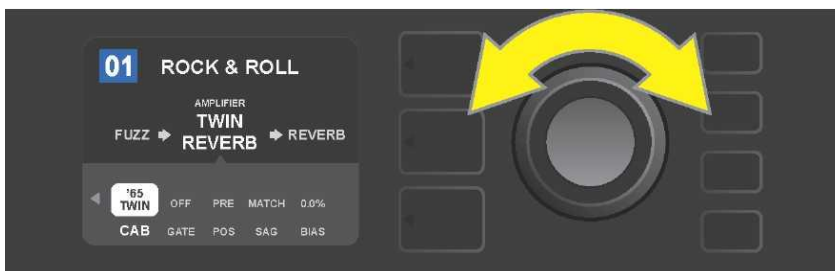 01 ROCK & ROLL
AMPLIFIER
TWIN
FUZZ REVERB REVERB
'65
TWIN OFF PRE MATCH 0.0%
CAB GATE POS SAG BIAS